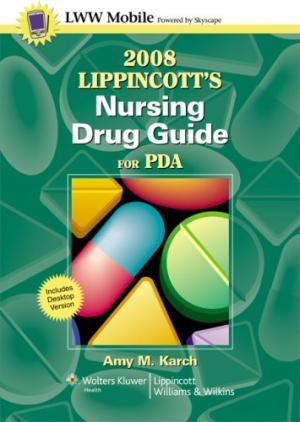 LWW Mobile Powered by Skyscape
2008
LIPPINCOTT'S
Nursing
Drug Guide
FOR PDA
Includes
Desktop
Version
Amy M. Karch
Wolters Kluwer
Health
Lippincott
Williams & Wilkins